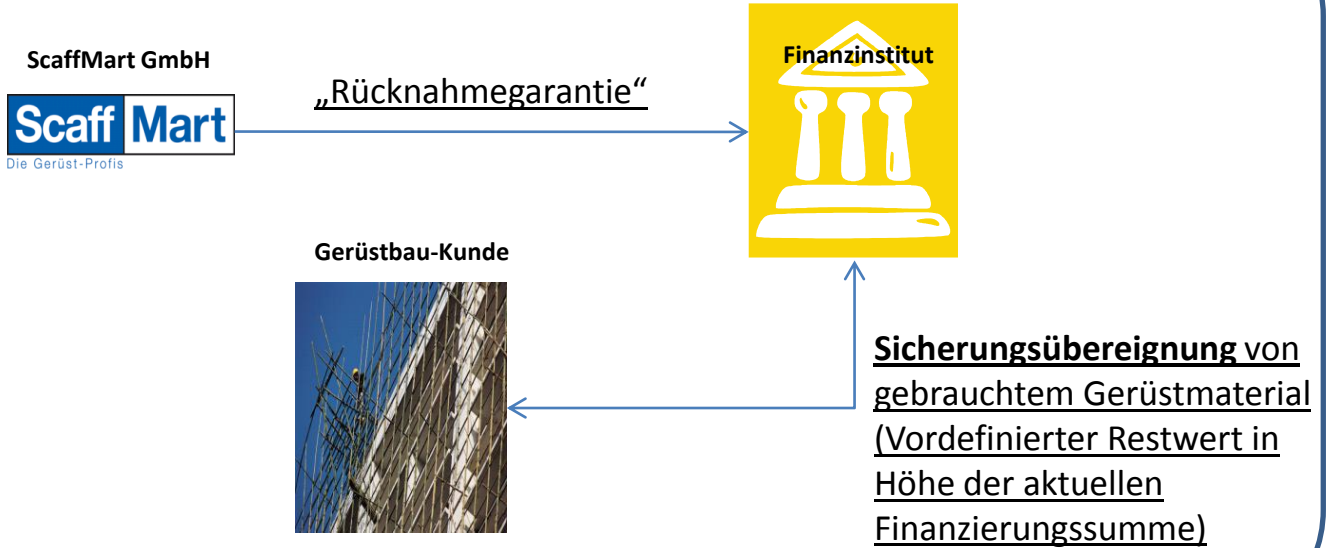 ScaffMart GmbH
Scaff Mart
Die Gerüst-Profis
„Rücknahmegarantie“
Finanzinstitut
Gerüstbau-Kunde
Sicherungsübereignung von
gebrauchtem Gerüstmaterial
(Vordefinierter Restwert in
Höhe der aktuellen
Finanzierungssumme)